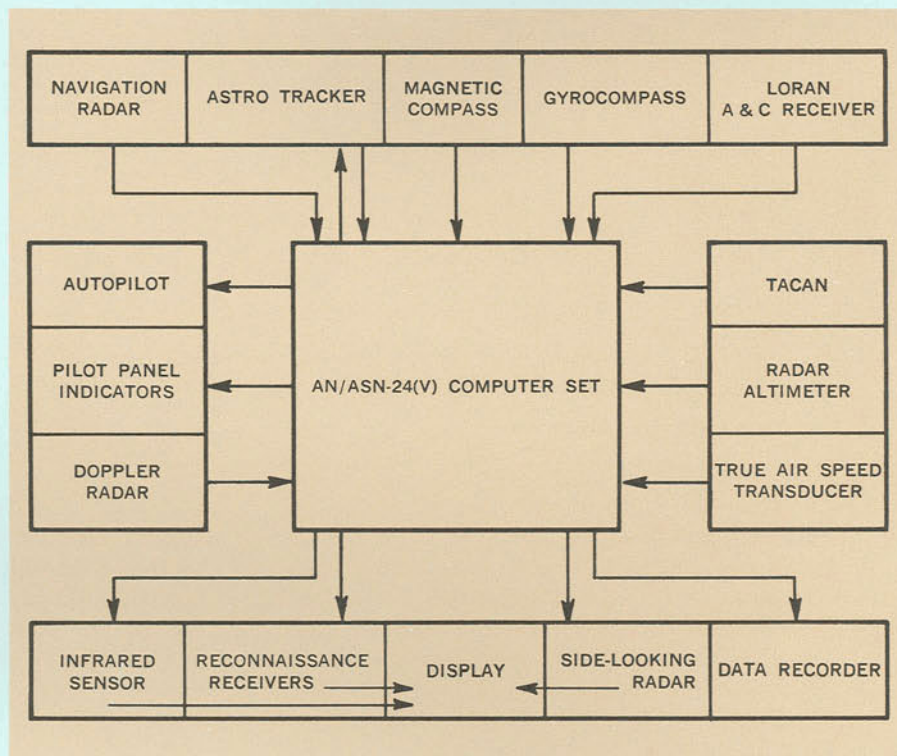 NAVIGATION
RADAR
ASTRO TRACKER
MAGNETIC
COMPASS
GYROCOMPASS
LORAN
A & C RECEIVER
AUTOPILOT
PILOT PANEL
INDICATORS
DOPPLER
RADAR
AN/ASN-24(V) COMPUTER SET
TACAN
RADAR
ALTIMETER
TRUE AIR SPEED
TRANSDUCER
INFRARED
SENSOR
RECONNAISSANCE
RECEIVERS
DISPLAY
SIDE-LOOKING
RADAR
DATA RECORDER